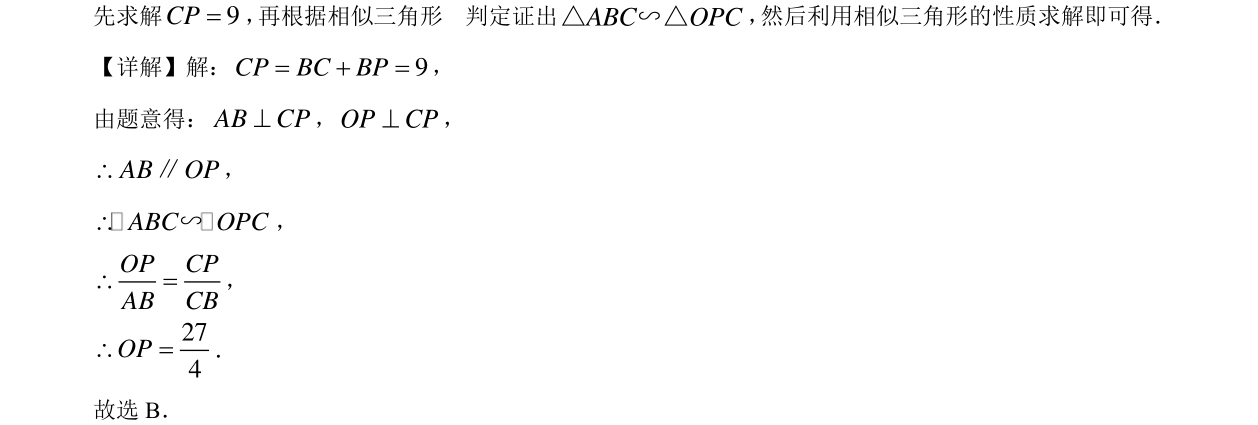 先求解CP=9,再根据相似三角形 判定证出△ABC∽△OPC,然后利用相似三角形的性质求解即可得.
【详解】解：CP=BC+BP=9,
由题意得：AB⊥CP，OP⊥CP,
∴AB∥OP,
∴□ABC∽□OPC,
∴OP/AB=CP/CB,
∴OP=27/4.
故选 B.